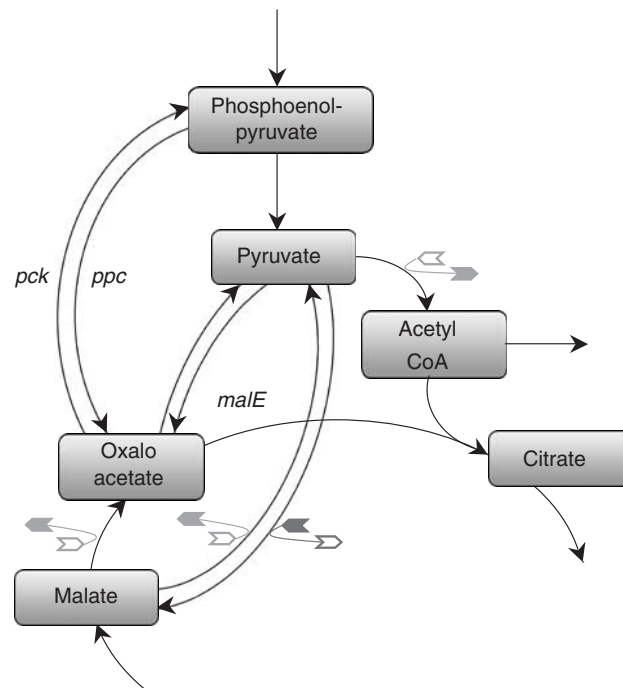 Phosphoenol-
pyruvate
Pyruvate
pck
ppc
Acetyl
CoA
malE
Oxalo
acetate
Citrate
Malate